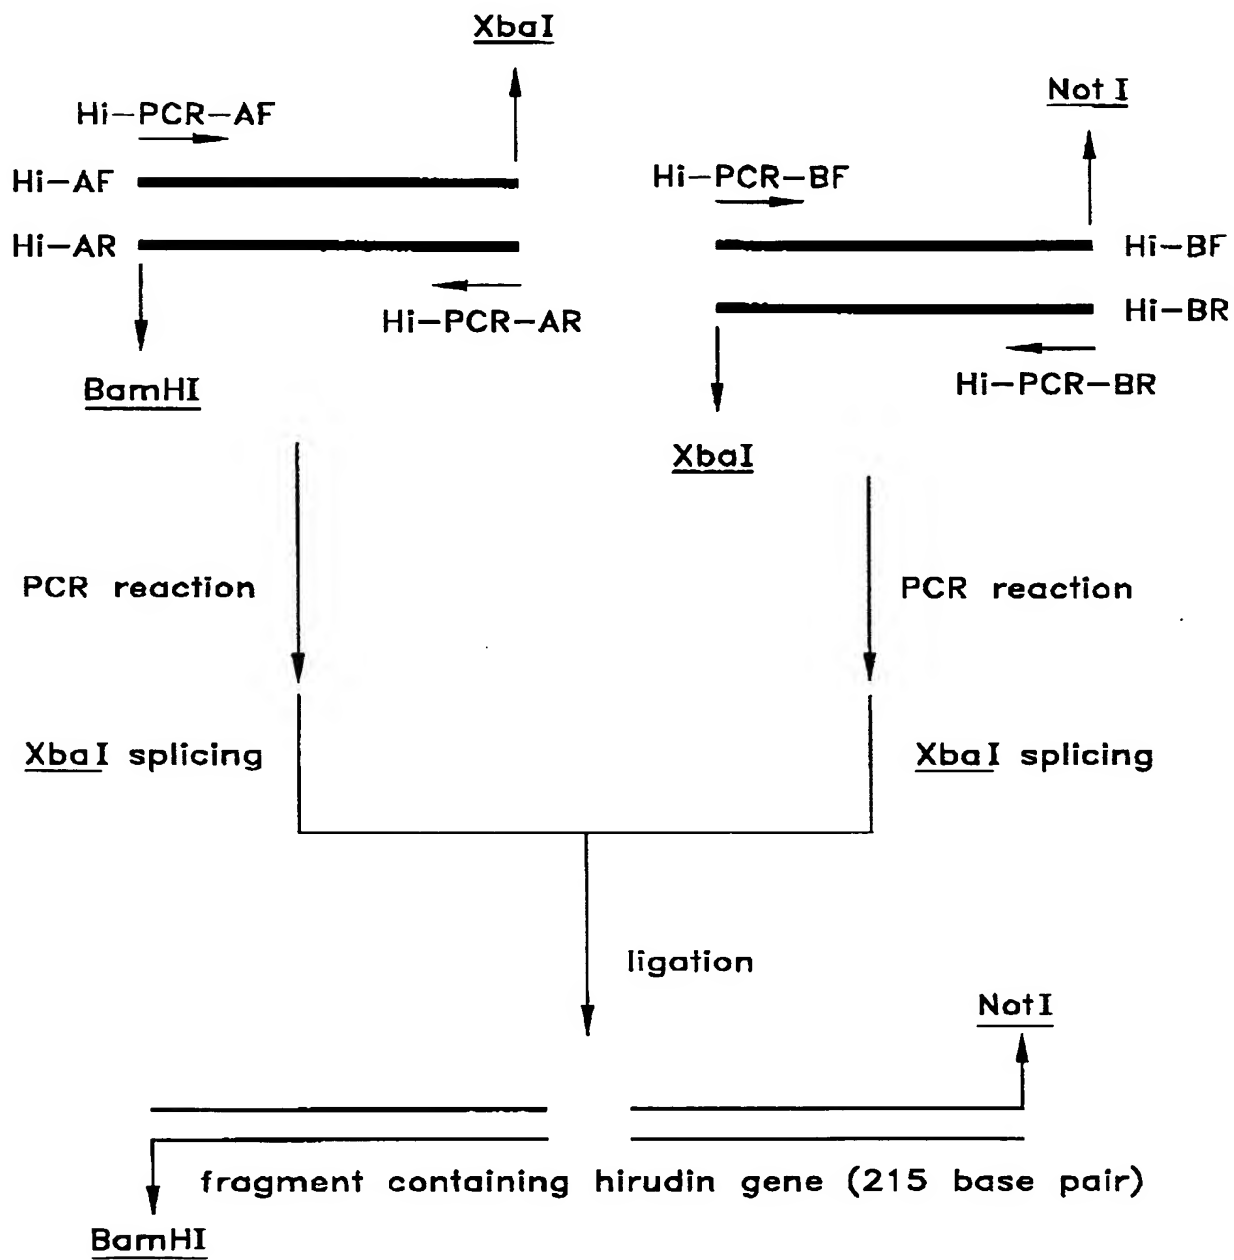 XbaI
Not I
Hi-PCR-AF
Hi-AF
Hi-PCR-BF
Hi-AR
Hi-BF
Hi-PCR-AR
Hi-BR
BamHI
Hi-PCR-BR
XbaI
PCR reaction
PCR reaction
XbaI splicing
XbaI splicing
ligation
NotI
fragment containing hirudin gene (215 base pair)
BamHI